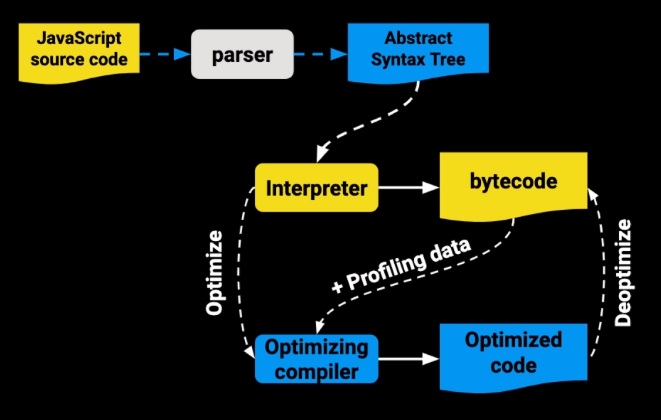 JavaScript
source code
parser
Abstract
Syntax Tree
Interpreter
bytecode
Optimize
+ Profiling data
Deoptimize
Optimizing
compiler
Optimized
code